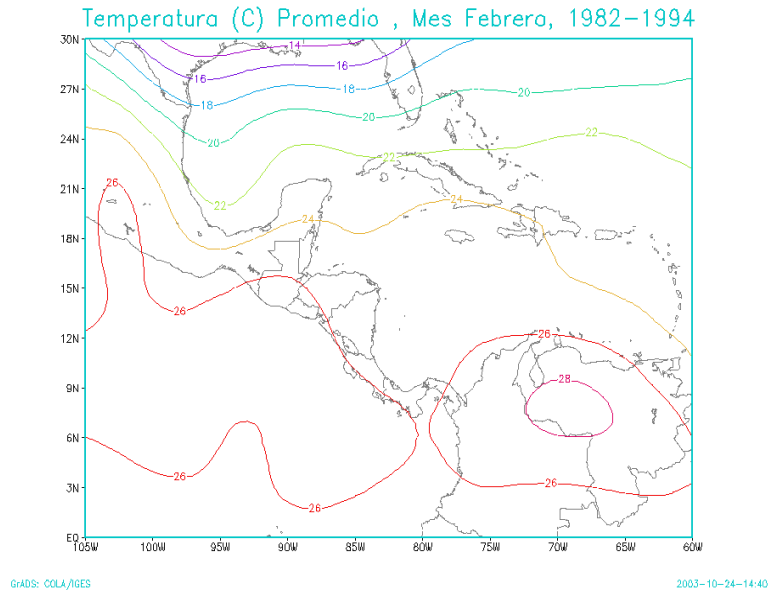 Temperatura (C) Promedio , Mes Febrero, 1982-1994
30N
14
16
16
27N
18
18
20
20
24N
20
22
22
21N
26
22
24
24
18N
15N
26
12N
26
9N
28
6N
26
26
3N
26
EQ
105W 100W 95W 90W 85W 80W 75W 70W 65W 60W
GrADS: COLA/IGES 2003-10-24-14:40